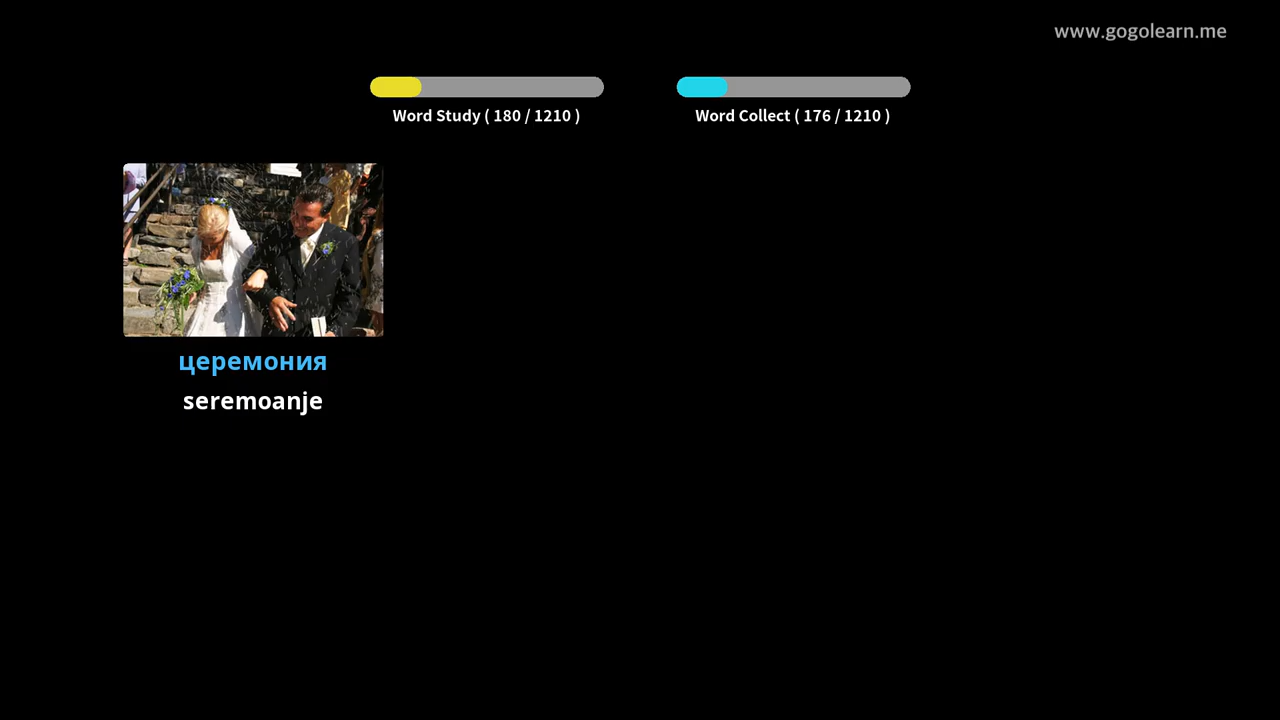 www.gogolearn.me
Word Study ( 180 / 1210 )
Word Collect ( 176 / 1210 )
церемония
seremoanje